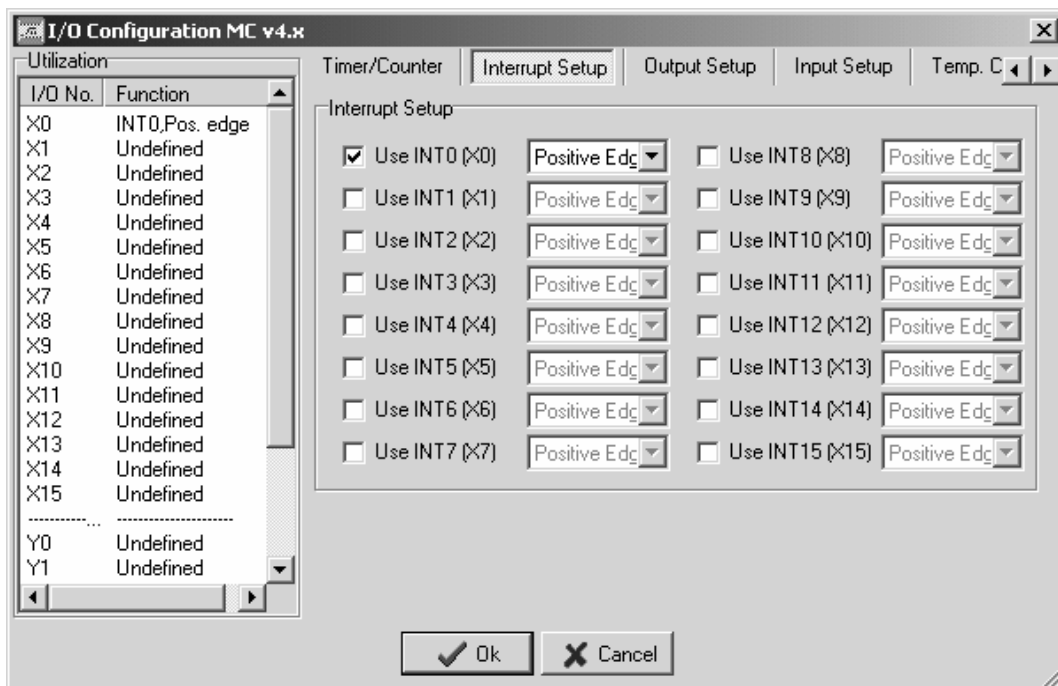 I/O Configuration MC v4.x
Utilization
I/O No. Function
X0 INT0,Pos. edge
X1 Undefined
X2 Undefined
X3 Undefined
X4 Undefined
X5 Undefined
X6 Undefined
X7 Undefined
X8 Undefined
X9 Undefined
X10 Undefined
X11 Undefined
X12 Undefined
X13 Undefined
X14 Undefined
X15 Undefined
-----------... ---------------------
Y0 Undefined
Y1 Undefined
Timer/Counter Interrupt Setup Output Setup Input Setup Temp. C
Interrupt Setup
Use INT0 (X0) Positive Edg Use INT8 (X8) Positive Edg
Use INT1 (X1) Positive Edg Use INT9 (X9) Positive Edg
Use INT2 (X2) Positive Edg Use INT10 (X10) Positive Edg
Use INT3 (X3) Positive Edg Use INT11 (X11) Positive Edg
Use INT4 (X4) Positive Edg Use INT12 (X12) Positive Edg
Use INT5 (X5) Positive Edg Use INT13 (X13) Positive Edg
Use INT6 (X6) Positive Edg Use INT14 (X14) Positive Edg
Use INT7 (X7) Positive Edg Use INT15 (X15) Positive Edg
Ok Cancel